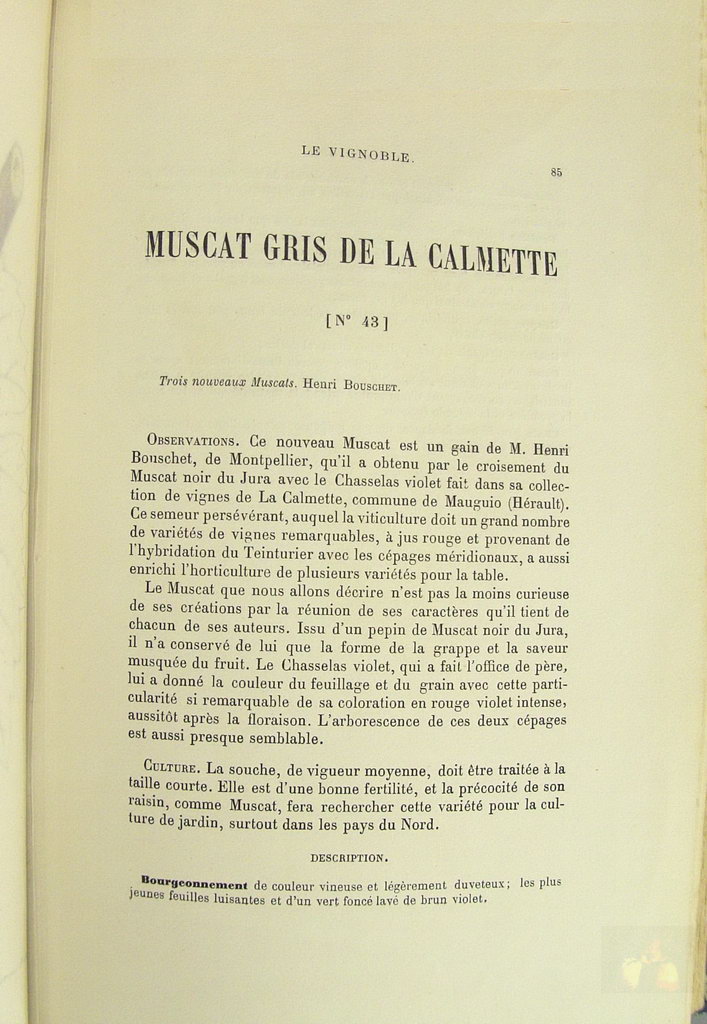 LE VIGNOBLE.
85
MUSCAT GRIS DE LA CALMETTE
[N° 43]
Trois nouveaux Muscats. Henri Bouschet.
Observations. Ce nouveau Muscat est un gain de M. Henri
Bouschet, de Montpellier, qu'il a obtenu par le croisement du
Muscat noir du Jura avec le Chasselas violet fait dans sa collec-
tion de vignes de La Calmette, commune de Mauguio (Hérault).
Ce semeur persévérant, auquel la viticulture doit un grand nombre
de variétés de vignes remarquables, à jus rouge et provenant de
l'hybridation du Teinturier avec les cépages méridionaux, a aussi
enrichi l'horticulture de plusieurs variétés pour la table.
Le Muscat que nous allons décrire n'est pas la moins curieuse
de ses créations par la réunion de ses caractères qu'il tient de
chacun de ses auteurs. Issu d'un pepin de Muscat noir du Jura,
il n'a conservé de lui que la forme de la grappe et la saveur
musquée du fruit. Le Chasselas violet, qui a fait l'office de père,
lui a donné la couleur du feuillage et du grain avec cette parti-
cularité si remarquable de sa coloration en rouge violet intense,
aussitôt après la floraison. L'arborescence de ces deux cépages
est aussi presque semblable.
Culture. La souche, de vigueur moyenne, doit être traitée à la
taille courte. Elle est d'une bonne fertilité, et la précocité de son
raisin, comme Muscat, fera rechercher cette variété pour la cul-
ture de jardin, surtout dans les pays du Nord.
DESCRIPTION.
Bourgeonnement de couleur vineuse et légèrement duveteux; les plus
jeunes feuilles luisantes et d'un vert foncé lavé de brun violet.